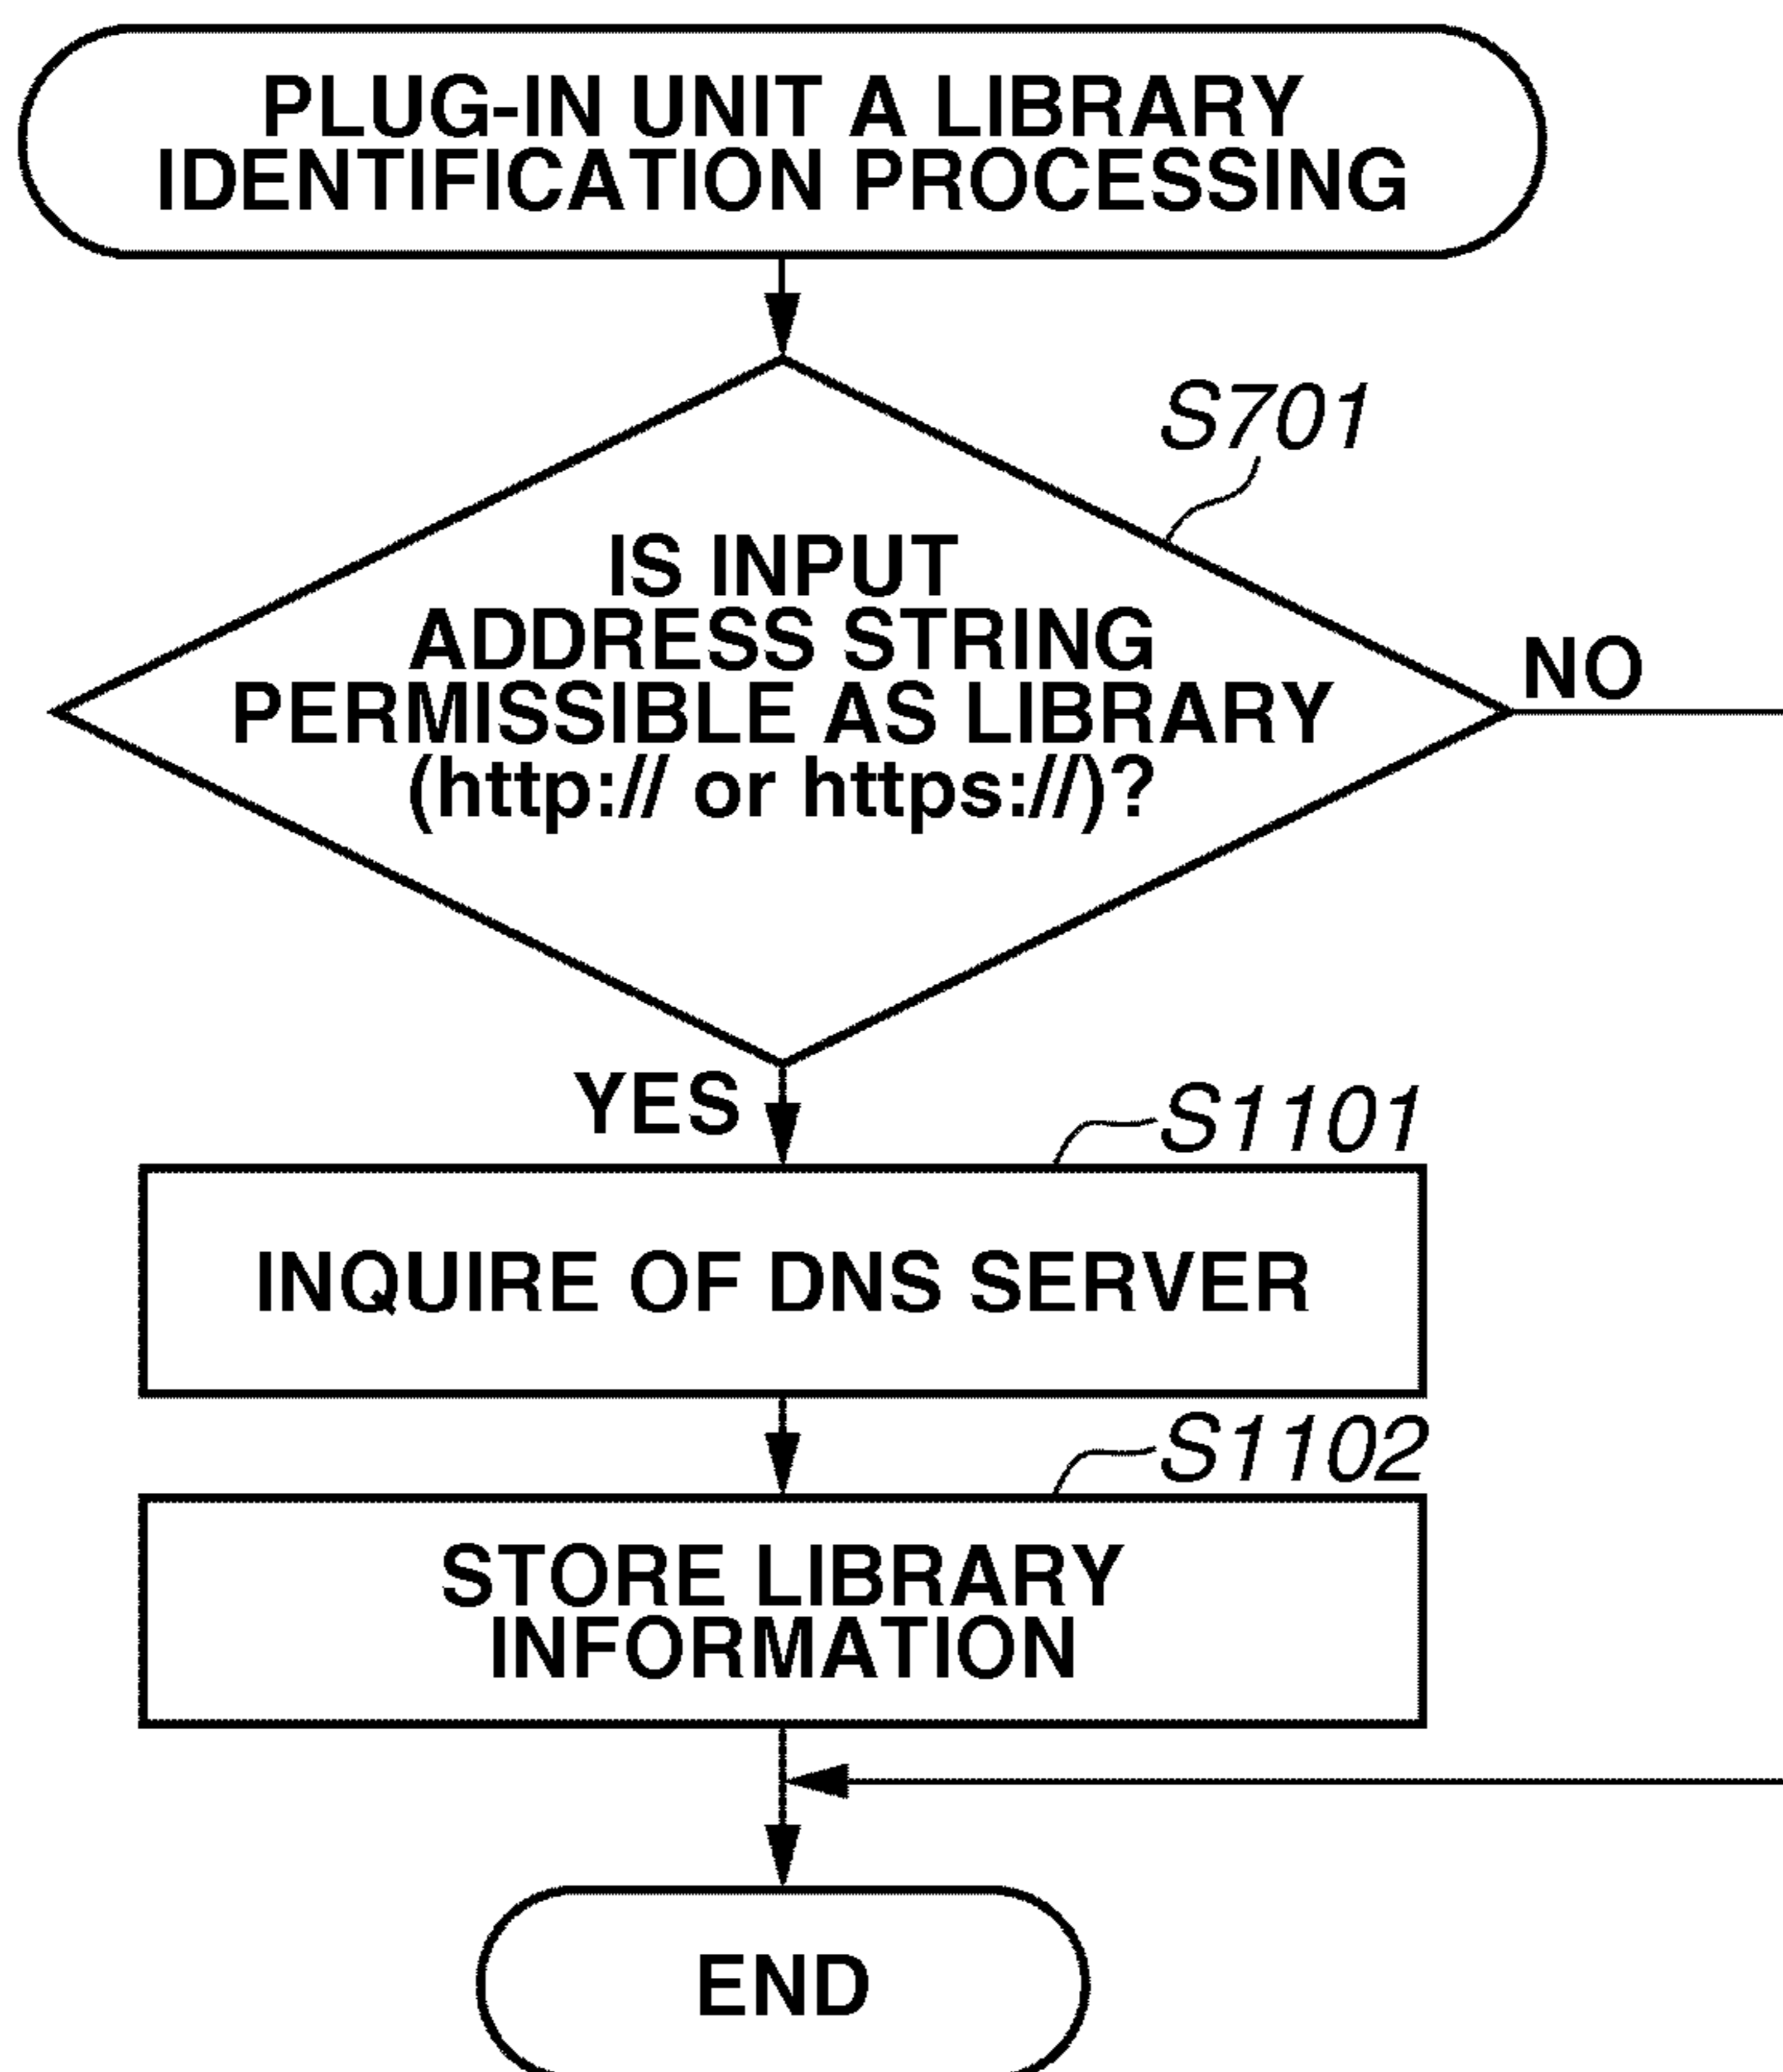 PLUG-IN UNIT A LIBRARY
IDENTIFICATION PROCESSING
S701
IS INPUT
ADDRESS STRING
PERMISSIBLE AS LIBRARY
(http:// or https://)?
NO
YES
S1101
INQUIRE OF DNS SERVER
S1102
STORE LIBRARY
INFORMATION
END